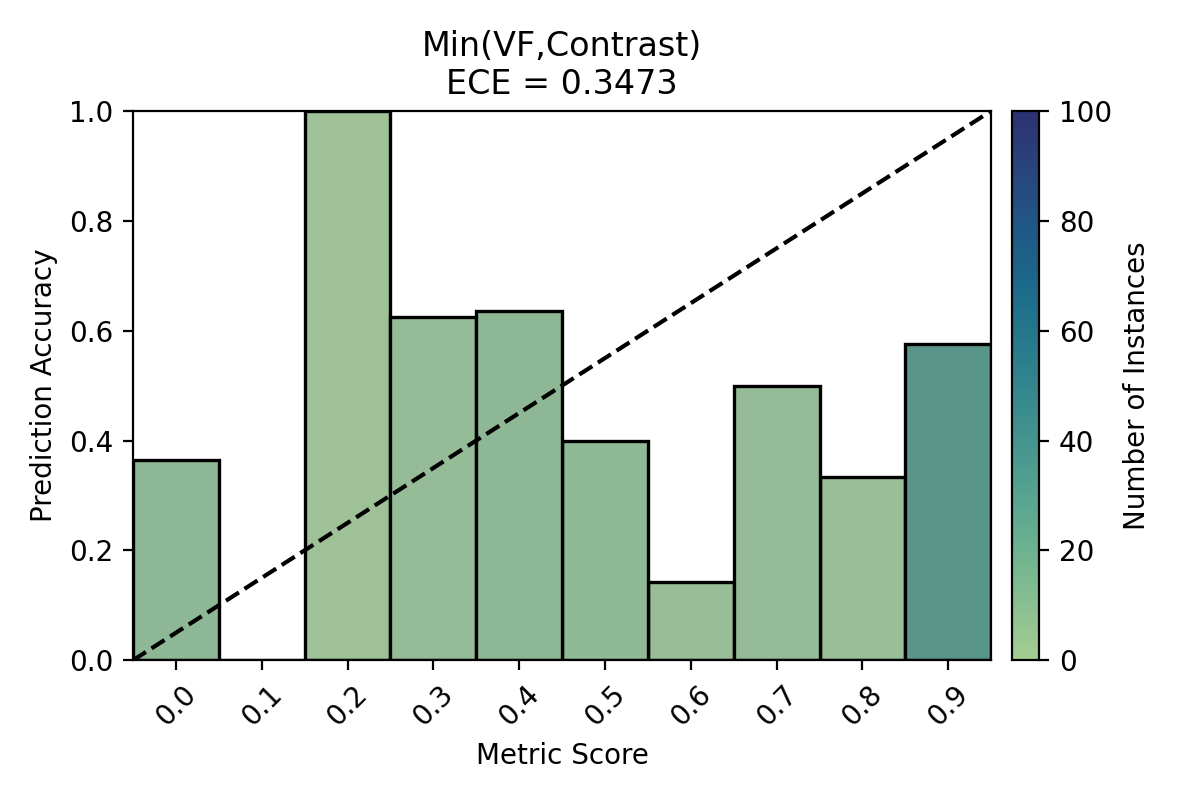 Min(VF,Contrast)
ECE = 0.3473
Prediction Accuracy
1.0
0.8
0.6
0.4
0.2
0.0
0.0 0.1 0.2 0.3 0.4 0.5 0.6 0.7 0.8 0.9
Metric Score
100
80
60
40
20
0
Number of Instances